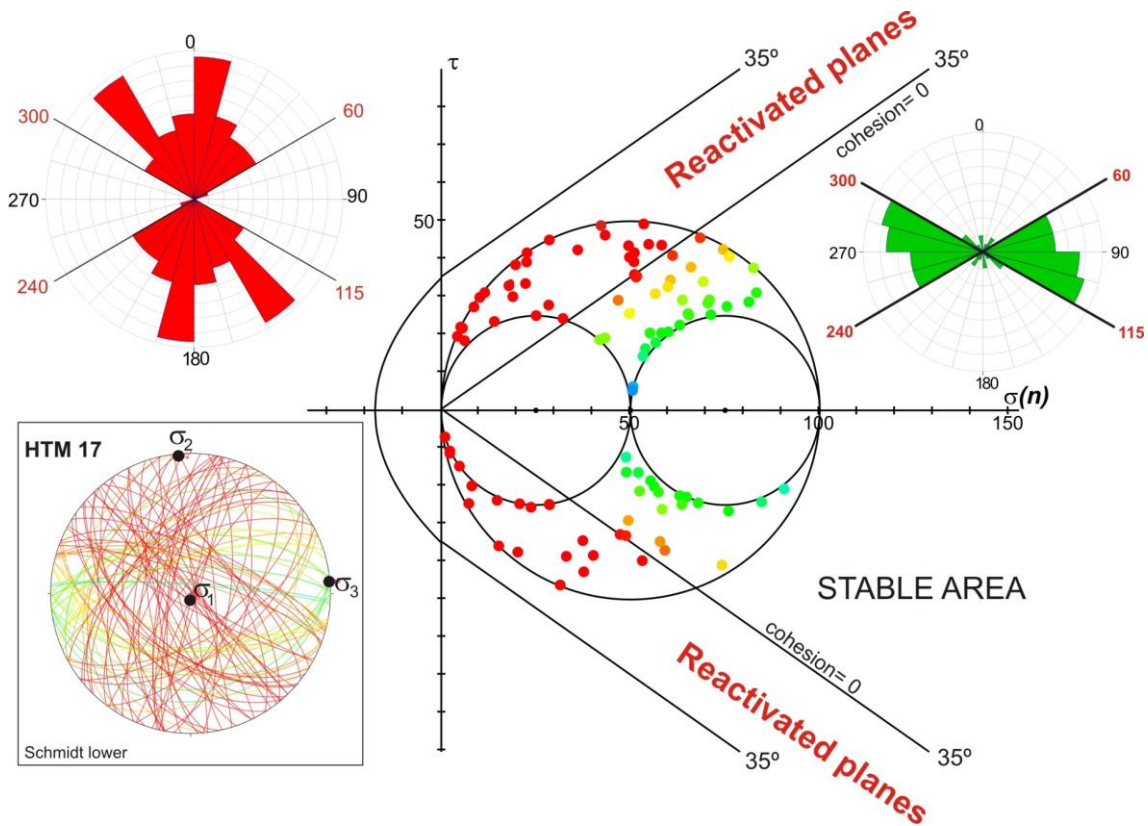 0
300
60
270
90
240
115
180
τ
35º
Reactivated planes
35º
cohesion= 0
50
0
300
60
270
90
240
115
180
50
100
150
σ(n)
HTM 17
σ2
σ1
σ3
Schmidt lower
STABLE AREA
cohesion= 0
Reactivated planes
35º
35º